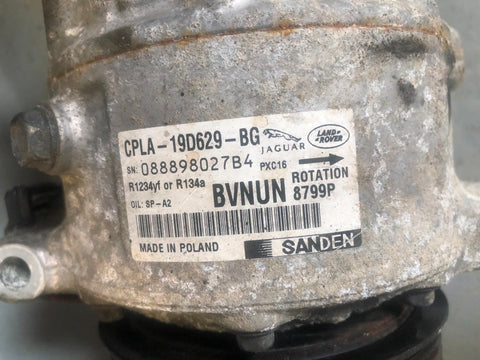 CPLA-19D629-BG
JAGUAR
LAND ROVER
SN: 088898027B4 PXC16
R1234yf or R134a
ROTATION
OIL: SP-A2 BVNUN 8799P
MADE IN POLAND SANDEN